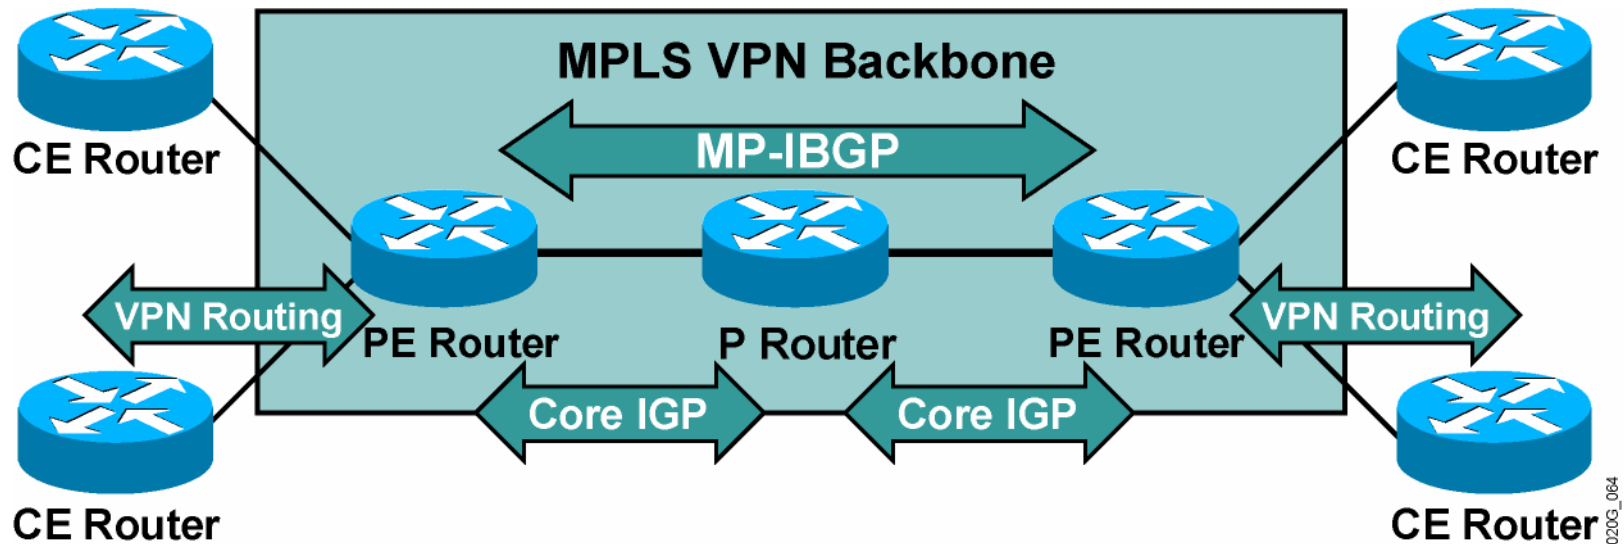 MPLS VPN Backbone
MP-IBGP
CE Router
CE Router
VPN Routing
VPN Routing
PE Router
P Router
PE Router
Core IGP
Core IGP
CE Router
CE Router
020G_064